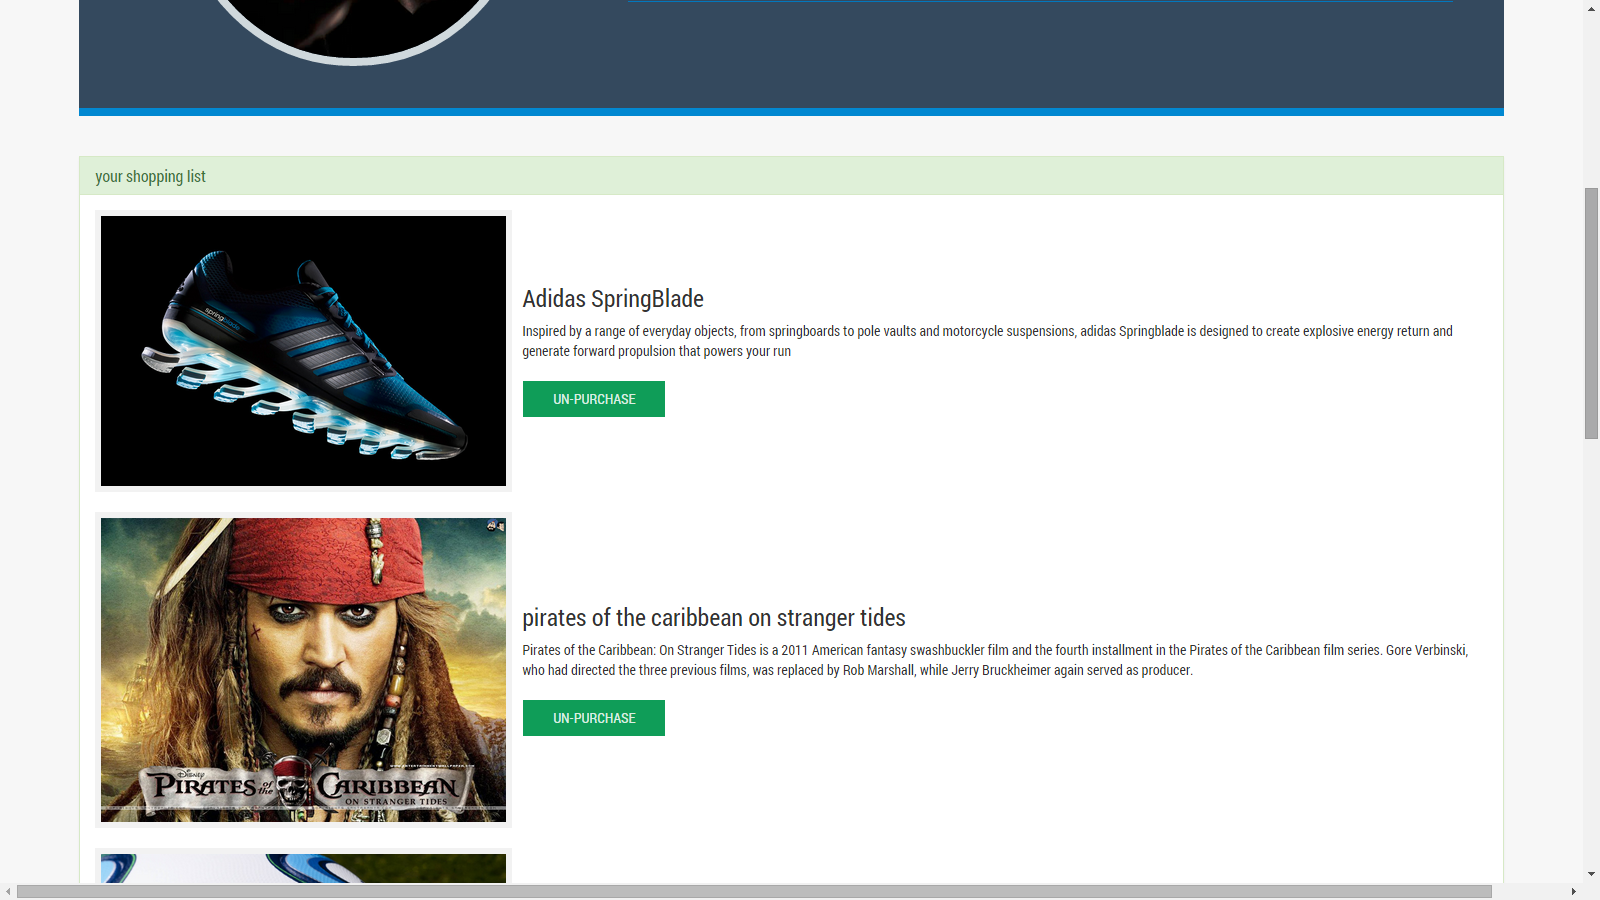 your shopping list
springblade
Adidas SpringBlade
Inspired by a range of everyday objects, from springboards to pole vaults and motorcycle suspensions, adidas Springblade is designed to create explosive energy return and
generate forward propulsion that powers your run
UN-PURCHASE
pirates of the caribbean on stranger tides
Pirates of the Caribbean: On Stranger Tides is a 2011 American fantasy swashbuckler film and the fourth installment in the Pirates of the Caribbean film series. Gore Verbinski,
who had directed the three previous films, was replaced by Rob Marshall, while Jerry Bruckheimer again served as producer.
UN-PURCHASE
Disney
PIRATES of the CARIBBEAN
ON STRANGER TIDES